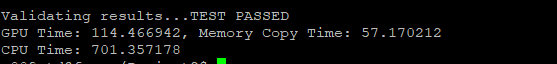 Validating results...TEST PASSED
GPU Time: 114.466942, Memory Copy Time: 57.170212
CPU Time: 701.357178